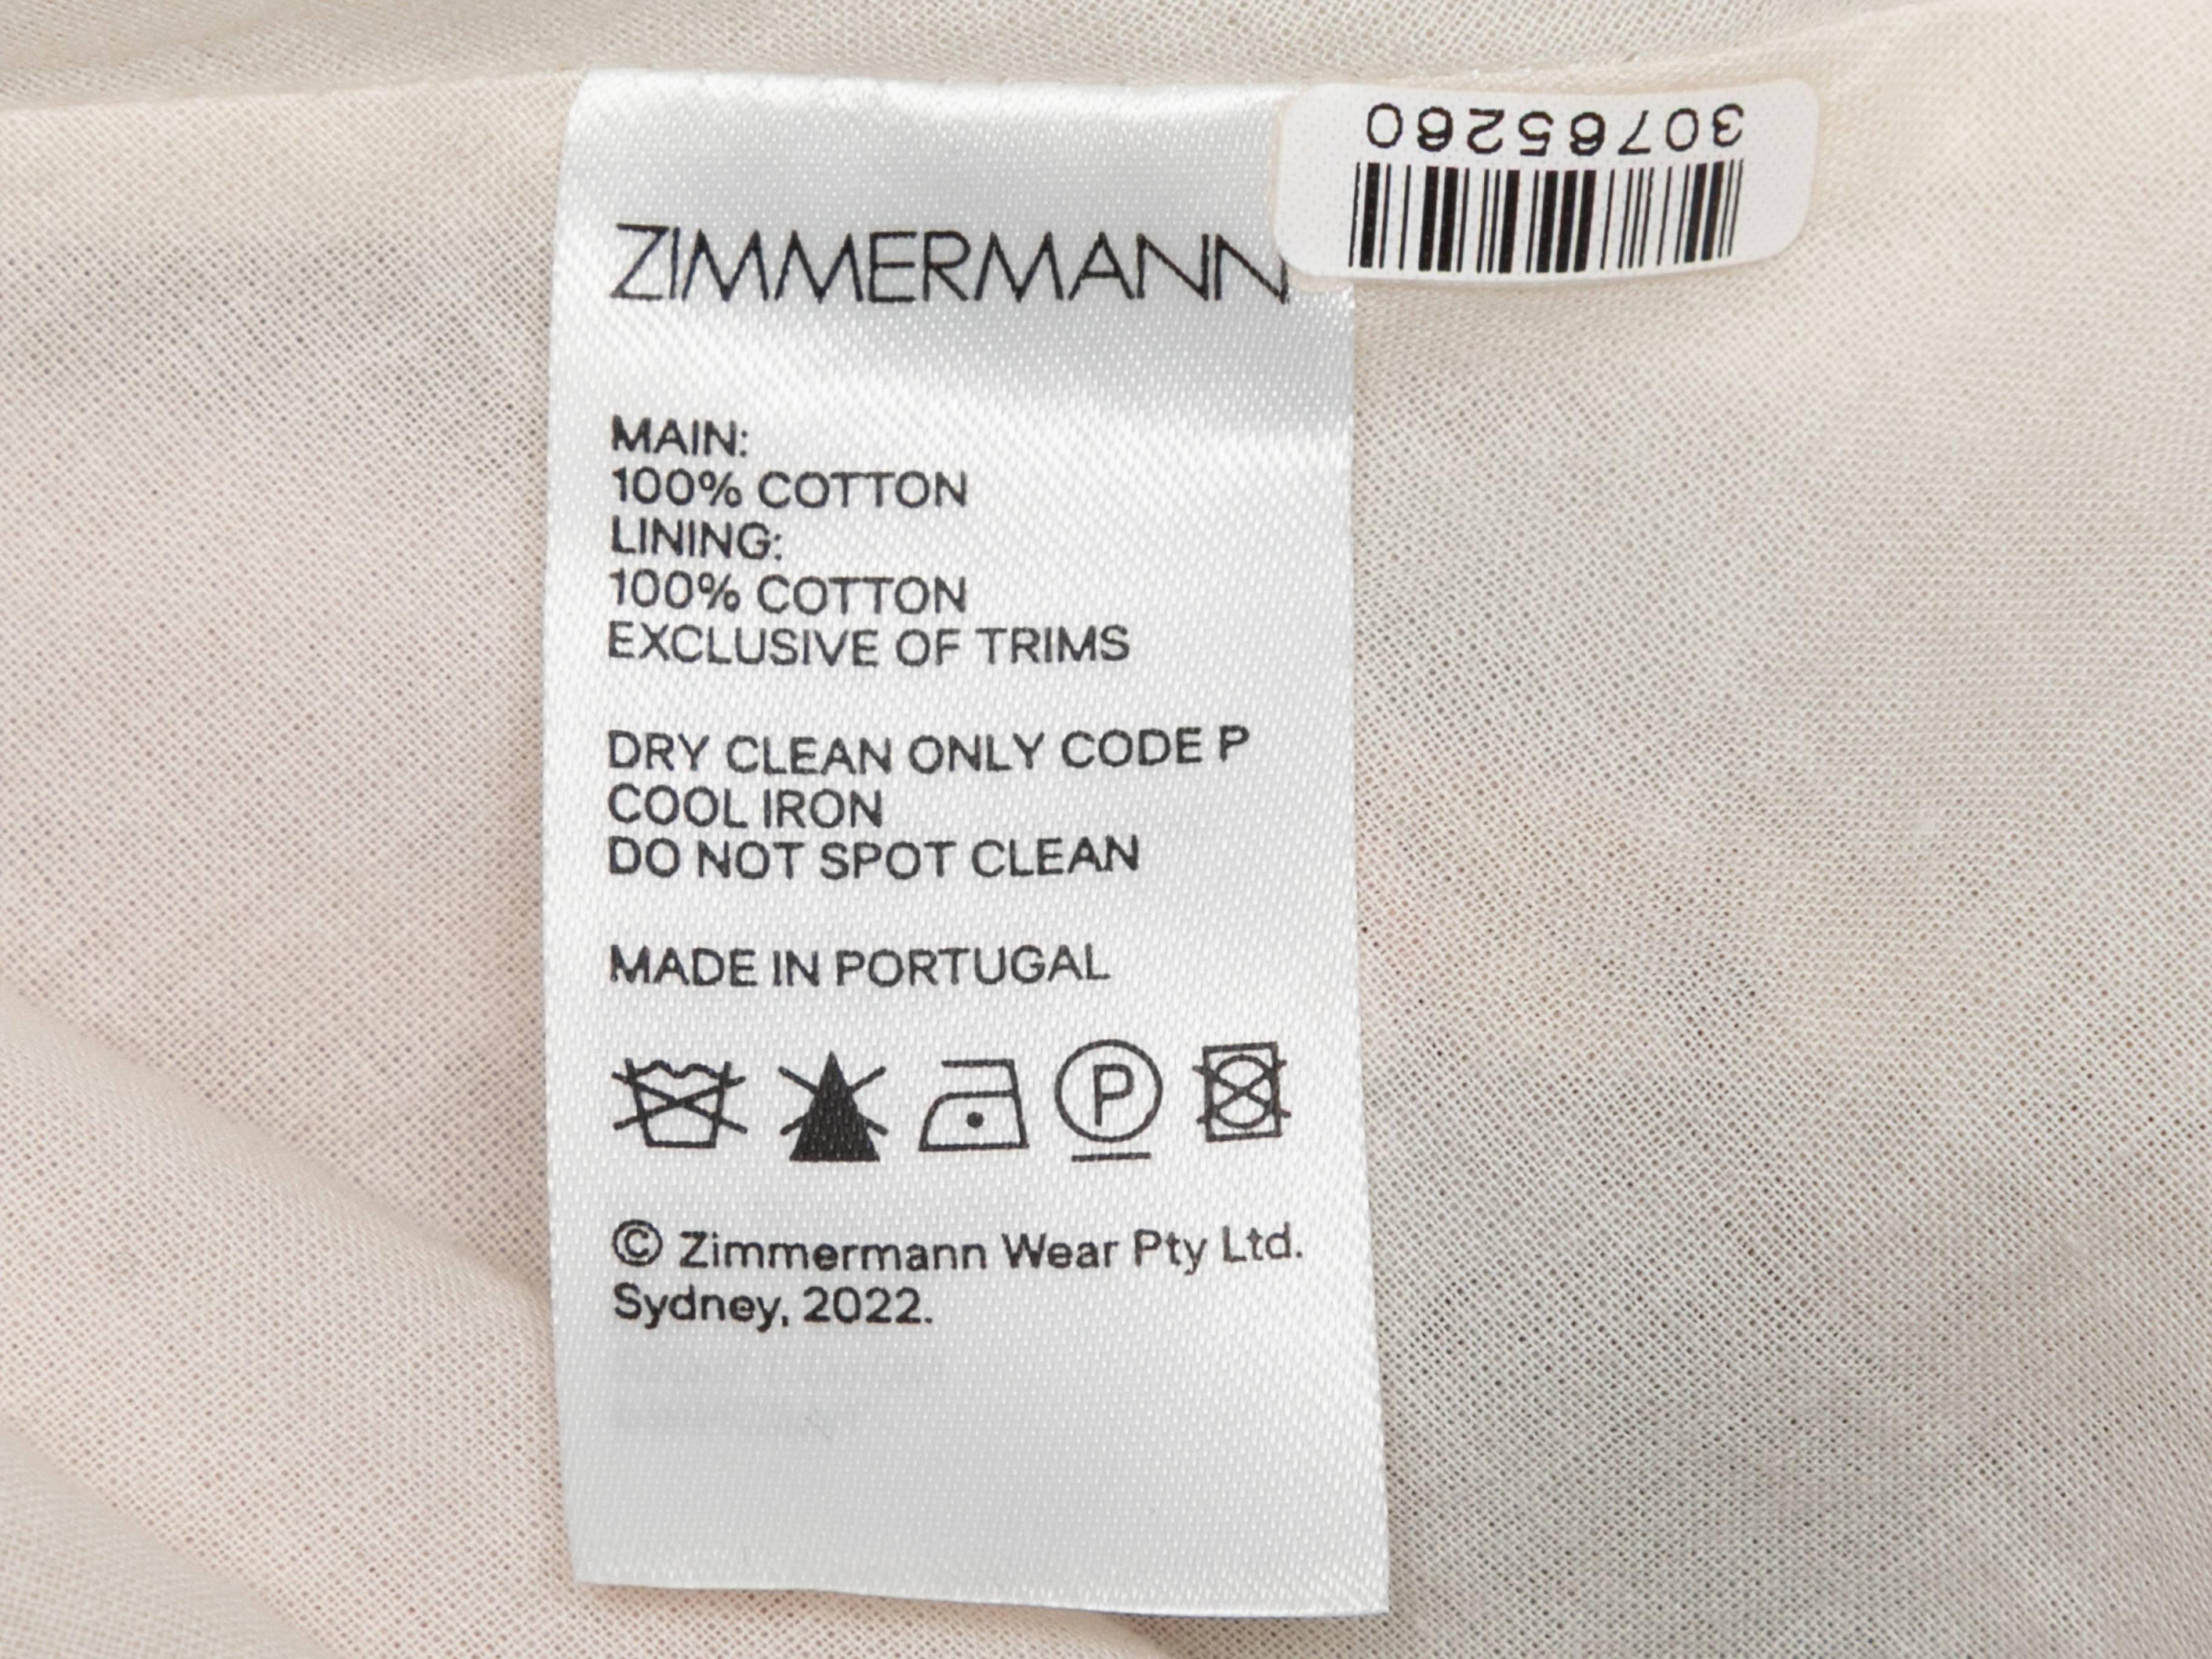 30765260
ZIMMERMANN
MAIN:
100% COTTON
LINING:
100% COTTON
EXCLUSIVE OF TRIMS
DRY CLEAN ONLY CODE P
COOL IRON
DO NOT SPOT CLEAN
MADE IN PORTUGAL
P
© Zimmermann Wear Pty Ltd.
Sydney, 2022.